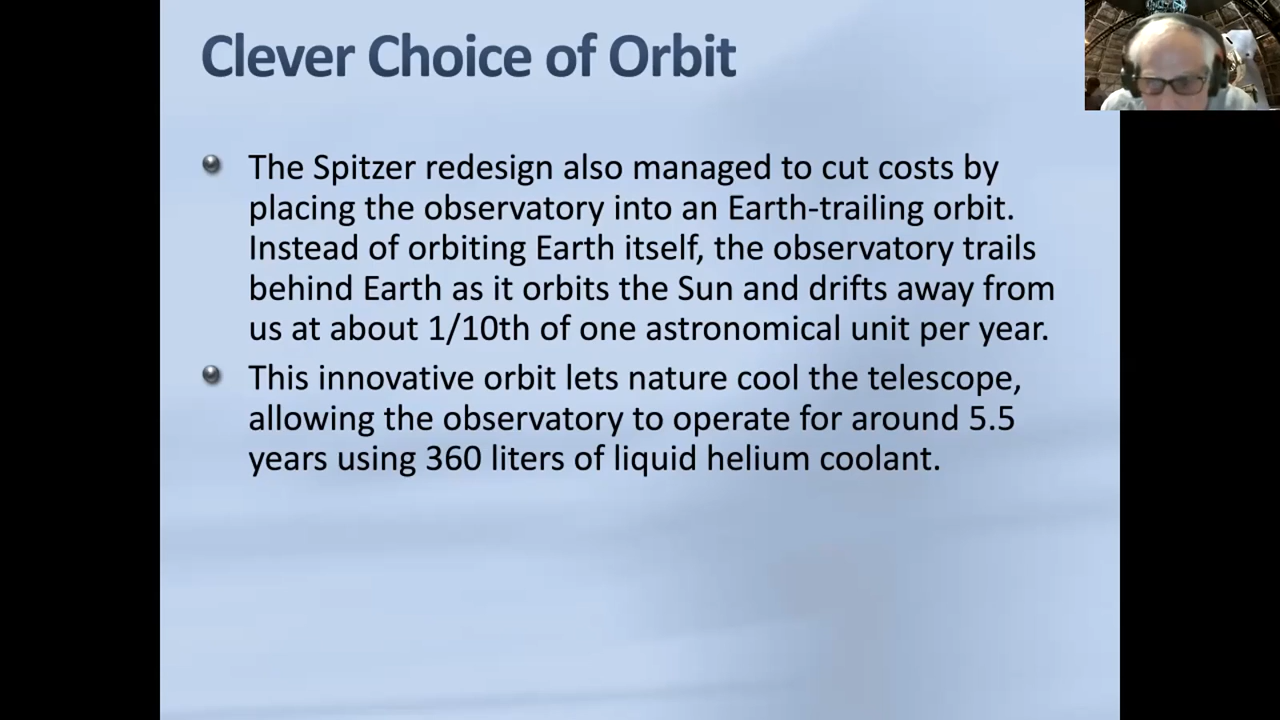 Clever Choice of Orbit
The Spitzer redesign also managed to cut costs by
placing the observatory into an Earth-trailing orbit.
Instead of orbiting Earth itself, the observatory trails
behind Earth as it orbits the Sun and drifts away from
us at about 1/10th of one astronomical unit per year.
This innovative orbit lets nature cool the telescope,
allowing the observatory to operate for around 5.5
years using 360 liters of liquid helium coolant.